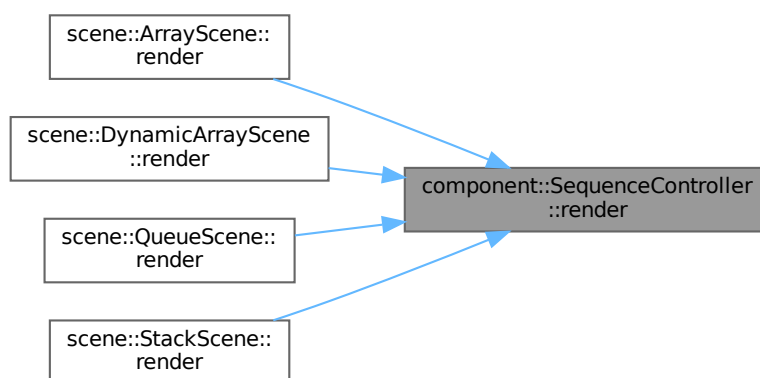 scene::ArrayScene::
render
scene::DynamicArrayScene
::render
component::SequenceController
::render
scene::QueueScene::
render
scene::StackScene::
render